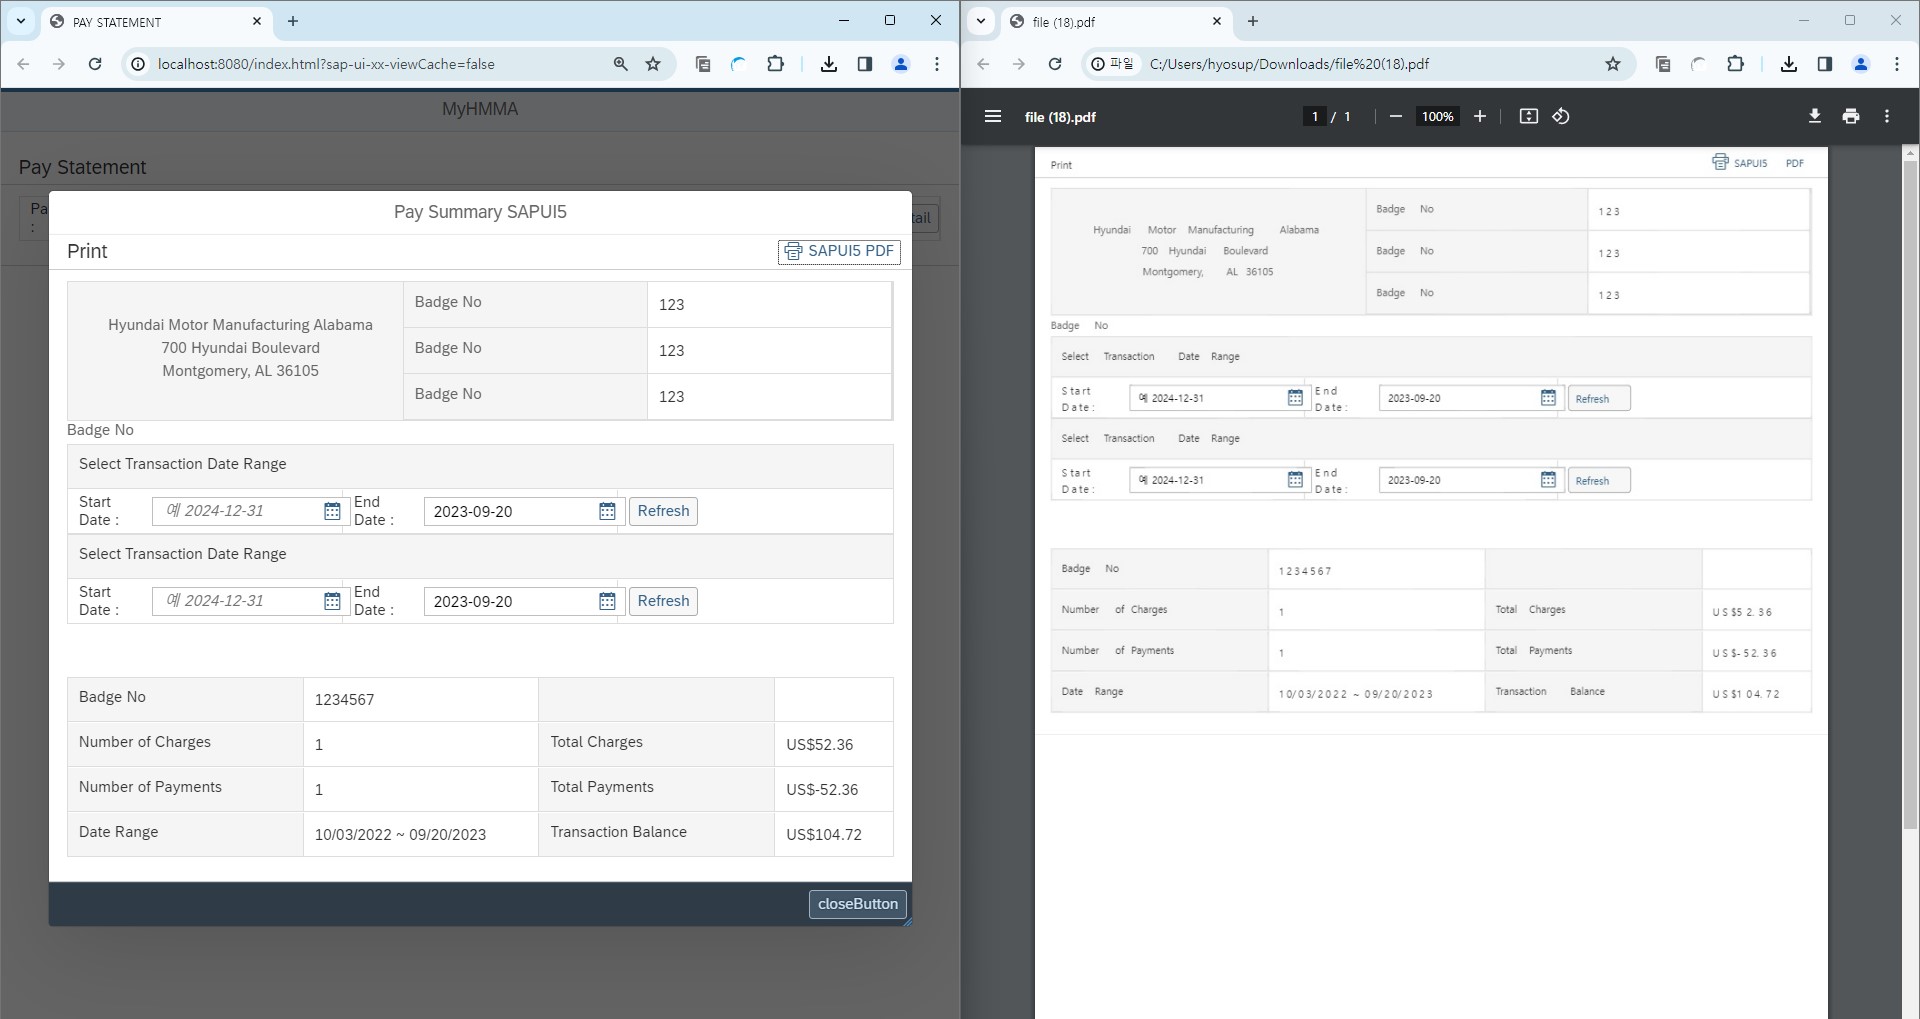 PAY STATEMENT
localhost:8080/index.html?sap-ui-xx-viewCache=false
MyHMMA
Pay Statement
Pa
:
tail
Pay Summary SAPUI5
Print
SAPUI5 PDF
Hyundai Motor Manufacturing Alabama
700 Hyundai Boulevard
Montgomery, AL 36105
Badge No
123
Badge No
123
Badge No
123
Badge No
Select Transaction Date Range
Start Date :
예 2024-12-31
End Date :
2023-09-20
Refresh
Select Transaction Date Range
Start Date :
예 2024-12-31
End Date :
2023-09-20
Refresh
Badge No
1234567
Number of Charges
1
Total Charges
US$52.36
Number of Payments
1
Total Payments
US$-52.36
Date Range
10/03/2022 ~ 09/20/2023
Transaction Balance
US$104.72
closeButton
file (18).pdf
파일
C:/Users/hyosup/Downloads/file%20(18).pdf
file (18).pdf
1 / 1
100%
Print
SAPUI5 PDF
Hyundai Motor Manufacturing Alabama
700 Hyundai Boulevard
Montgomery, AL 36105
Badge No
123
Badge No
123
Badge No
123
Badge No
Select Transaction Date Range
Start Date:
예 2024-12-31
End Date:
2023-09-20
Refresh
Select Transaction Date Range
Start Date:
예 2024-12-31
End Date:
2023-09-20
Refresh
Badge No
1234567
Number of Charges
1
Total Charges
US$52.36
Number of Payments
1
Total Payments
US$-52.36
Date Range
10/03/2022 ~ 09/20/2023
Transaction Balance
US$104.72